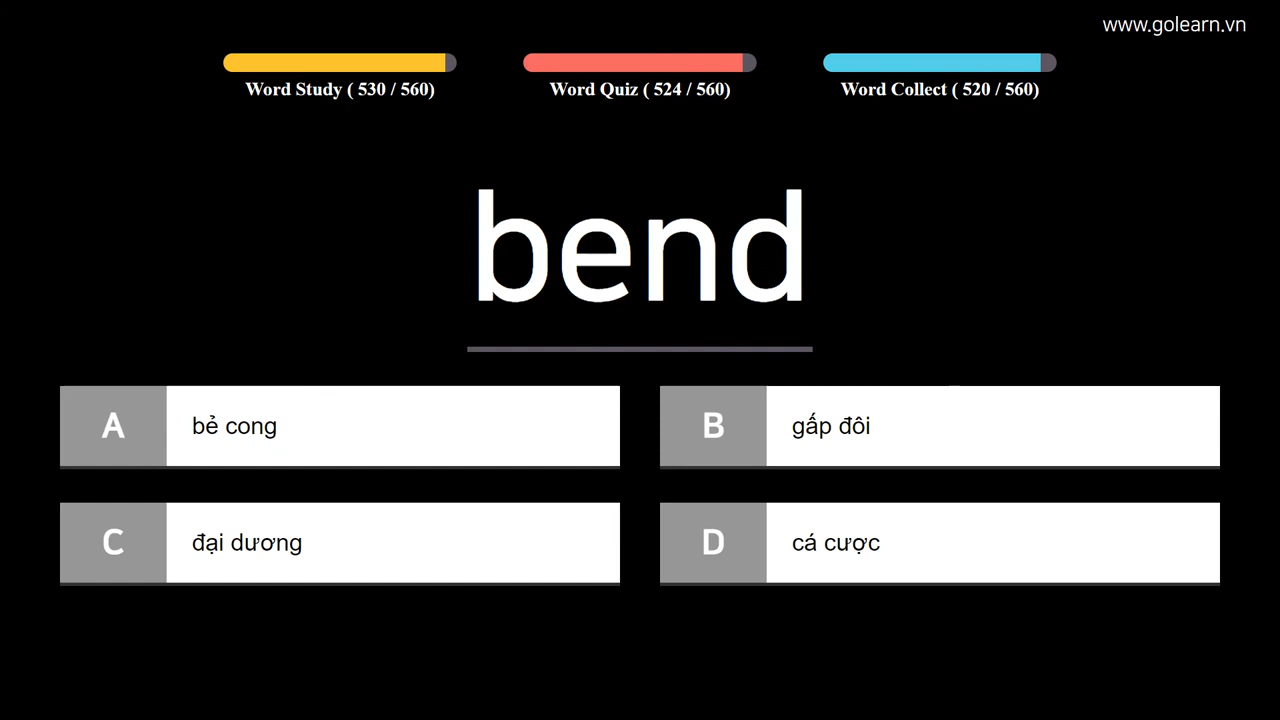 www.golearn.vn
Word Study ( 530 / 560)
Word Quiz ( 524 / 560)
Word Collect ( 520 / 560)
bend
A bẻ cong
B gấp đôi
C đại dương
D cá cược